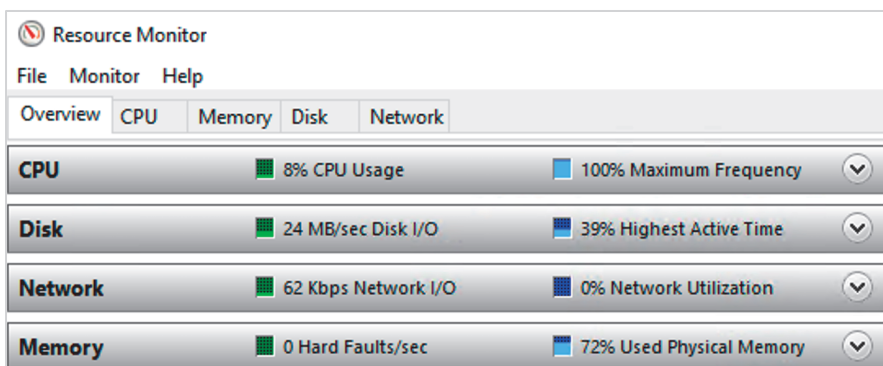 Resource Monitor
File Monitor Help
Overview CPU Memory Disk Network
CPU 8% CPU Usage 100% Maximum Frequency
Disk 24 MB/sec Disk I/O 39% Highest Active Time
Network 62 Kbps Network I/O 0% Network Utilization
Memory 0 Hard Faults/sec 72% Used Physical Memory